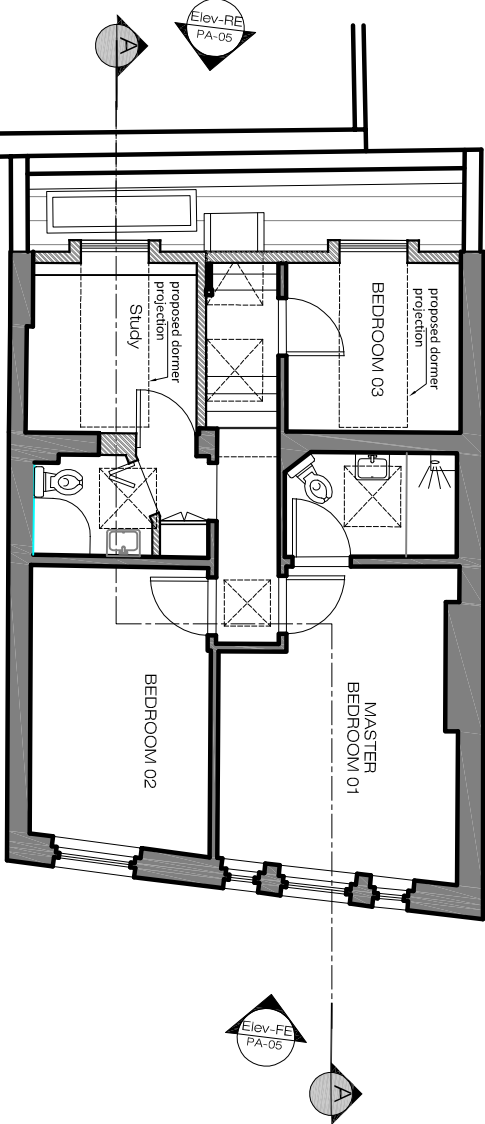 Elev-RE
PA-05
A
proposed dormer
projection
BEDROOM 03
proposed dormer
projection
Study
MASTER
BEDROOM 01
BEDROOM 02
Elev-FE
PA-05
A